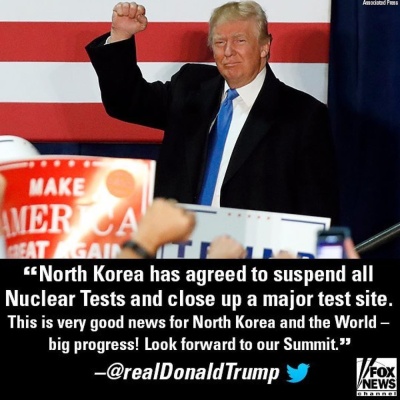 Associated Press
MAKE
AMERICA
GREAT AGAIN
TRUMP
“North Korea has agreed to suspend all
Nuclear Tests and close up a major test site.
This is very good news for North Korea and the World –
big progress! Look forward to our Summit.”
–@realDonaldTrump
FOX
NEWS
channel